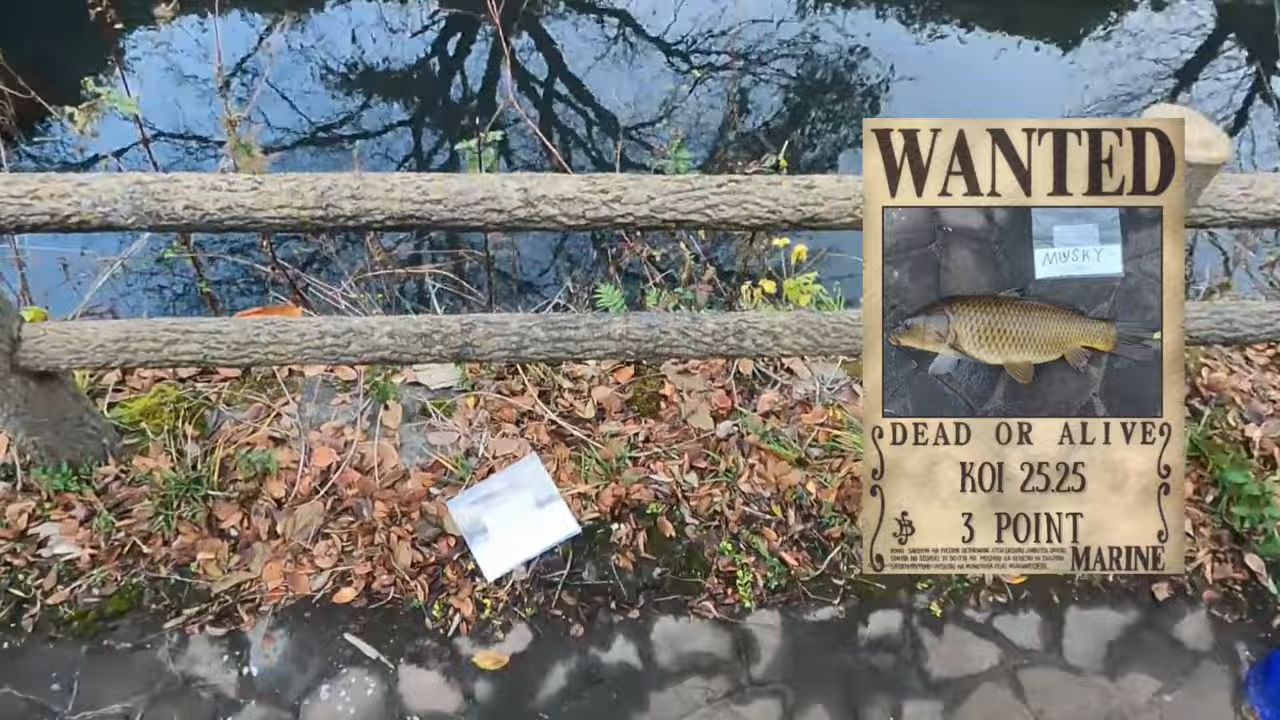 WANTED
MUSKY
DEAD OR ALIVE
KOI 25.25
3 POINT
MARINE